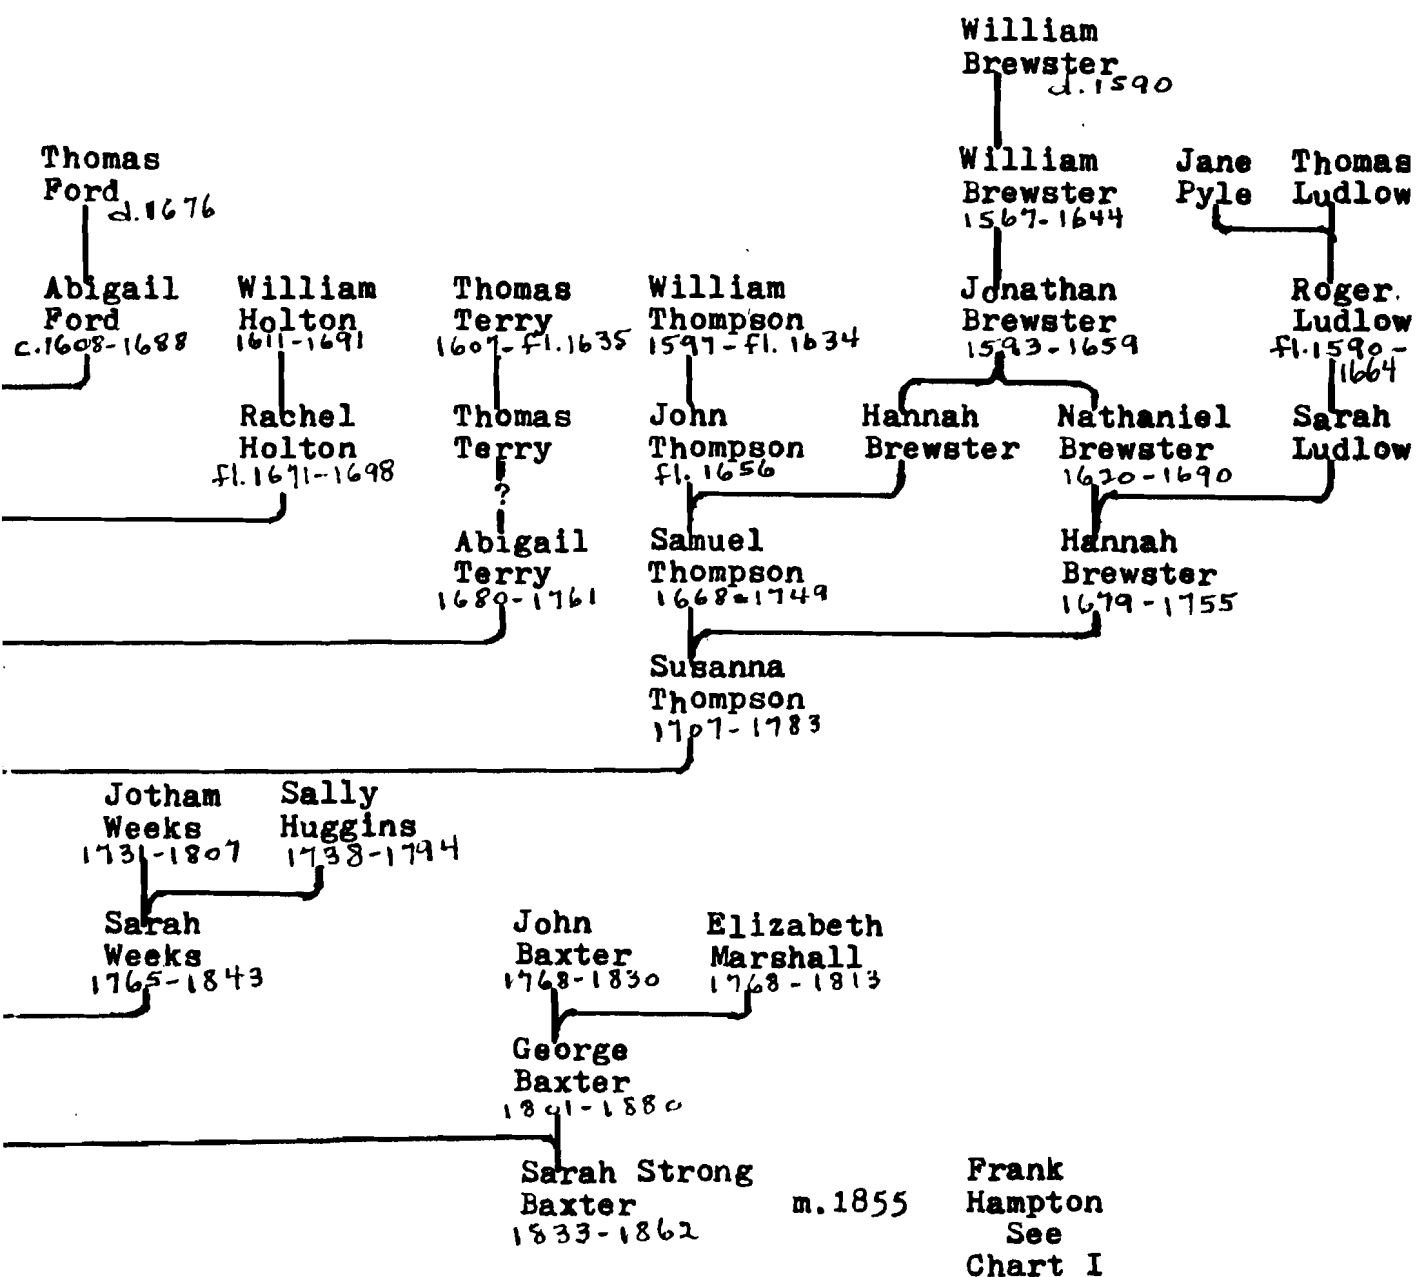 William
Brewster
d.1590
Thomas
Ford
d.1676
William
Brewster
1567-1644
Jane
Pyle
Thomas
Ludlow
Abigail
Ford
c.1608-1688
William
Holton
1611-1691
Thomas
Terry
1607-fl.1635
William
Thompson
1597-fl.1634
Jonathan
Brewster
1593-1659
Roger
Ludlow
fl.1590-
1664
Rachel
Holton
fl.1671-1698
Thomas
Terry
?
John
Thompson
fl.1656
Hannah
Brewster
Nathaniel
Brewster
1620-1690
Sarah
Ludlow
Abigail
Terry
1680-1761
Samuel
Thompson
1668-1749
Hannah
Brewster
1679-1755
Susanna
Thompson
1707-1783
Jotham
Weeks
1731-1807
Sally
Huggins
1738-1794
Sarah
Weeks
1765-1843
John
Baxter
1768-1830
Elizabeth
Marshall
1768-1813
George
Baxter
1801-1880
Sarah Strong
Baxter
1833-1862
m.1855
Frank
Hampton
See
Chart I